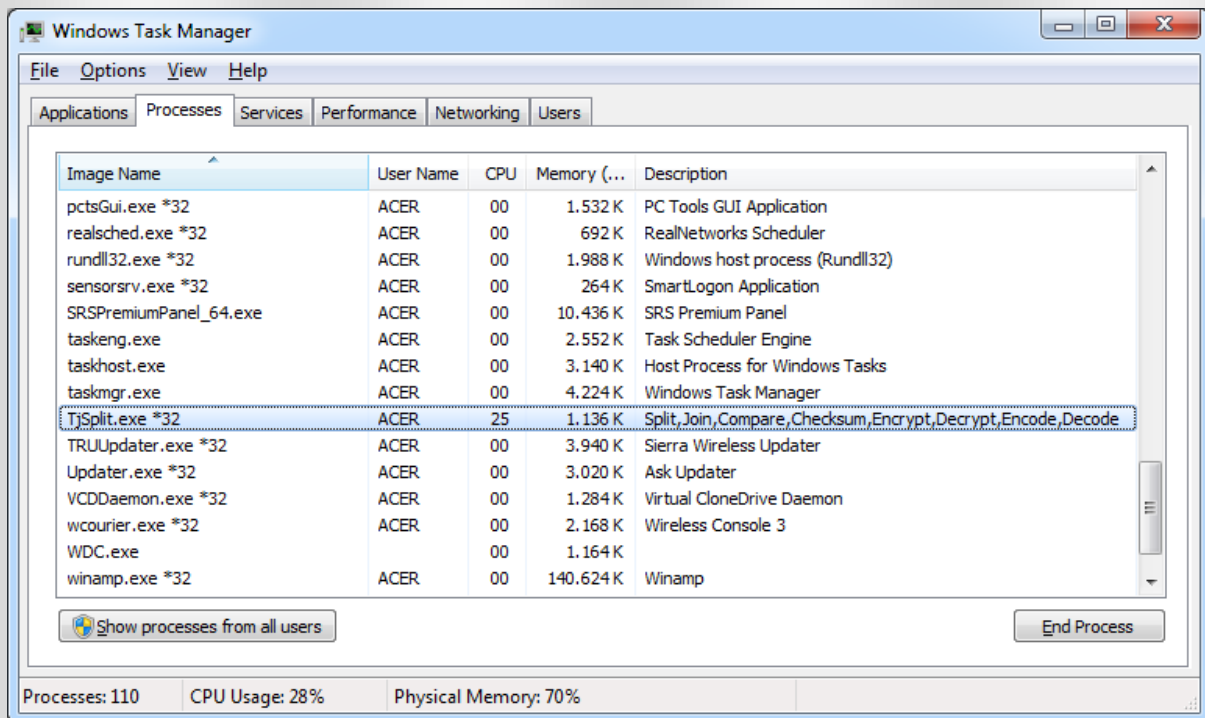 Windows Task Manager
File Options View Help
Applications Processes Services Performance Networking Users
Image Name User Name CPU Memory (... Description
pctsGui.exe *32 ACER 00 1.532 K PC Tools GUI Application
realsched.exe *32 ACER 00 692 K RealNetworks Scheduler
rundll32.exe *32 ACER 00 1.988 K Windows host process (Rundll32)
sensorsrv.exe *32 ACER 00 264 K SmartLogon Application
SRSPremiumPanel_64.exe ACER 00 10.436 K SRS Premium Panel
taskeng.exe ACER 00 2.552 K Task Scheduler Engine
taskhost.exe ACER 00 3.140 K Host Process for Windows Tasks
taskmgr.exe ACER 00 4.224 K Windows Task Manager
TjSplit.exe *32 ACER 25 1.136 K Split,Join,Compare,Checksum,Encrypt,Decrypt,Encode,Decode
TRUUpdater.exe *32 ACER 00 3.940 K Sierra Wireless Updater
Updater.exe *32 ACER 00 3.020 K Ask Updater
VCDDaemon.exe *32 ACER 00 1.284 K Virtual CloneDrive Daemon
wcourier.exe *32 ACER 00 2.168 K Wireless Console 3
WDC.exe 00 1.164 K
winamp.exe *32 ACER 00 140.624 K Winamp
Show processes from all users End Process
Processes: 110 CPU Usage: 28% Physical Memory: 70%